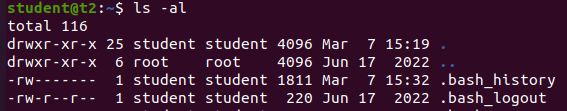 student@t2:~$ ls -al
total 116
drwxr-xr-x 25 student student 4096 Mar  7 15:19 .
drwxr-xr-x  6 root    root    4096 Jun 17  2022 ..
-rw-------  1 student student 1811 Mar  7 15:32 .bash_history
-rw-r--r--  1 student student  220 Jun 17  2022 .bash_logout